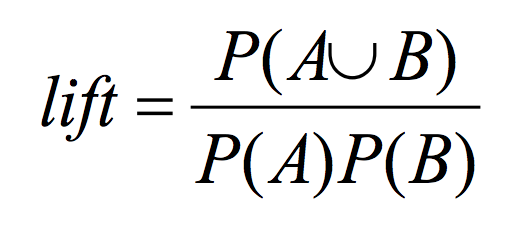 lift = P(A∪ B) / P(A)P(B)